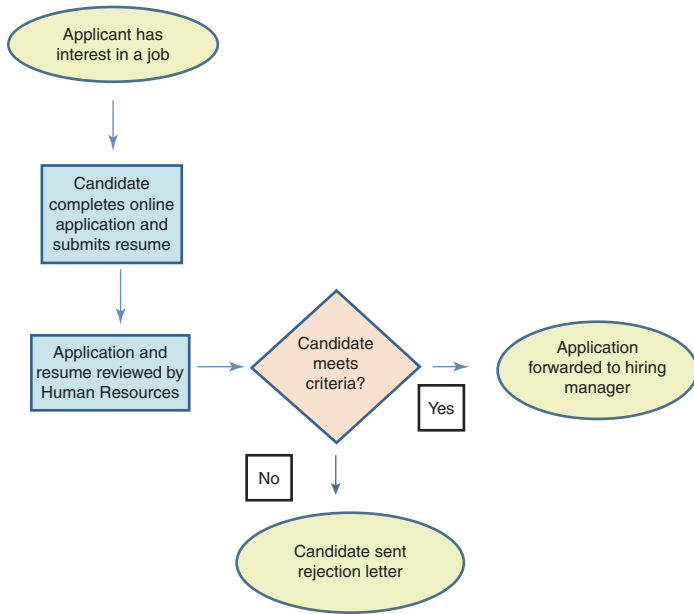 Applicant has
interest in a job
Candidate
completes online
application and
submits resume
Application and
resume reviewed by
Human Resources
Candidate
meets
criteria?
Yes
Application
forwarded to hiring
manager
No
Candidate sent
rejection letter